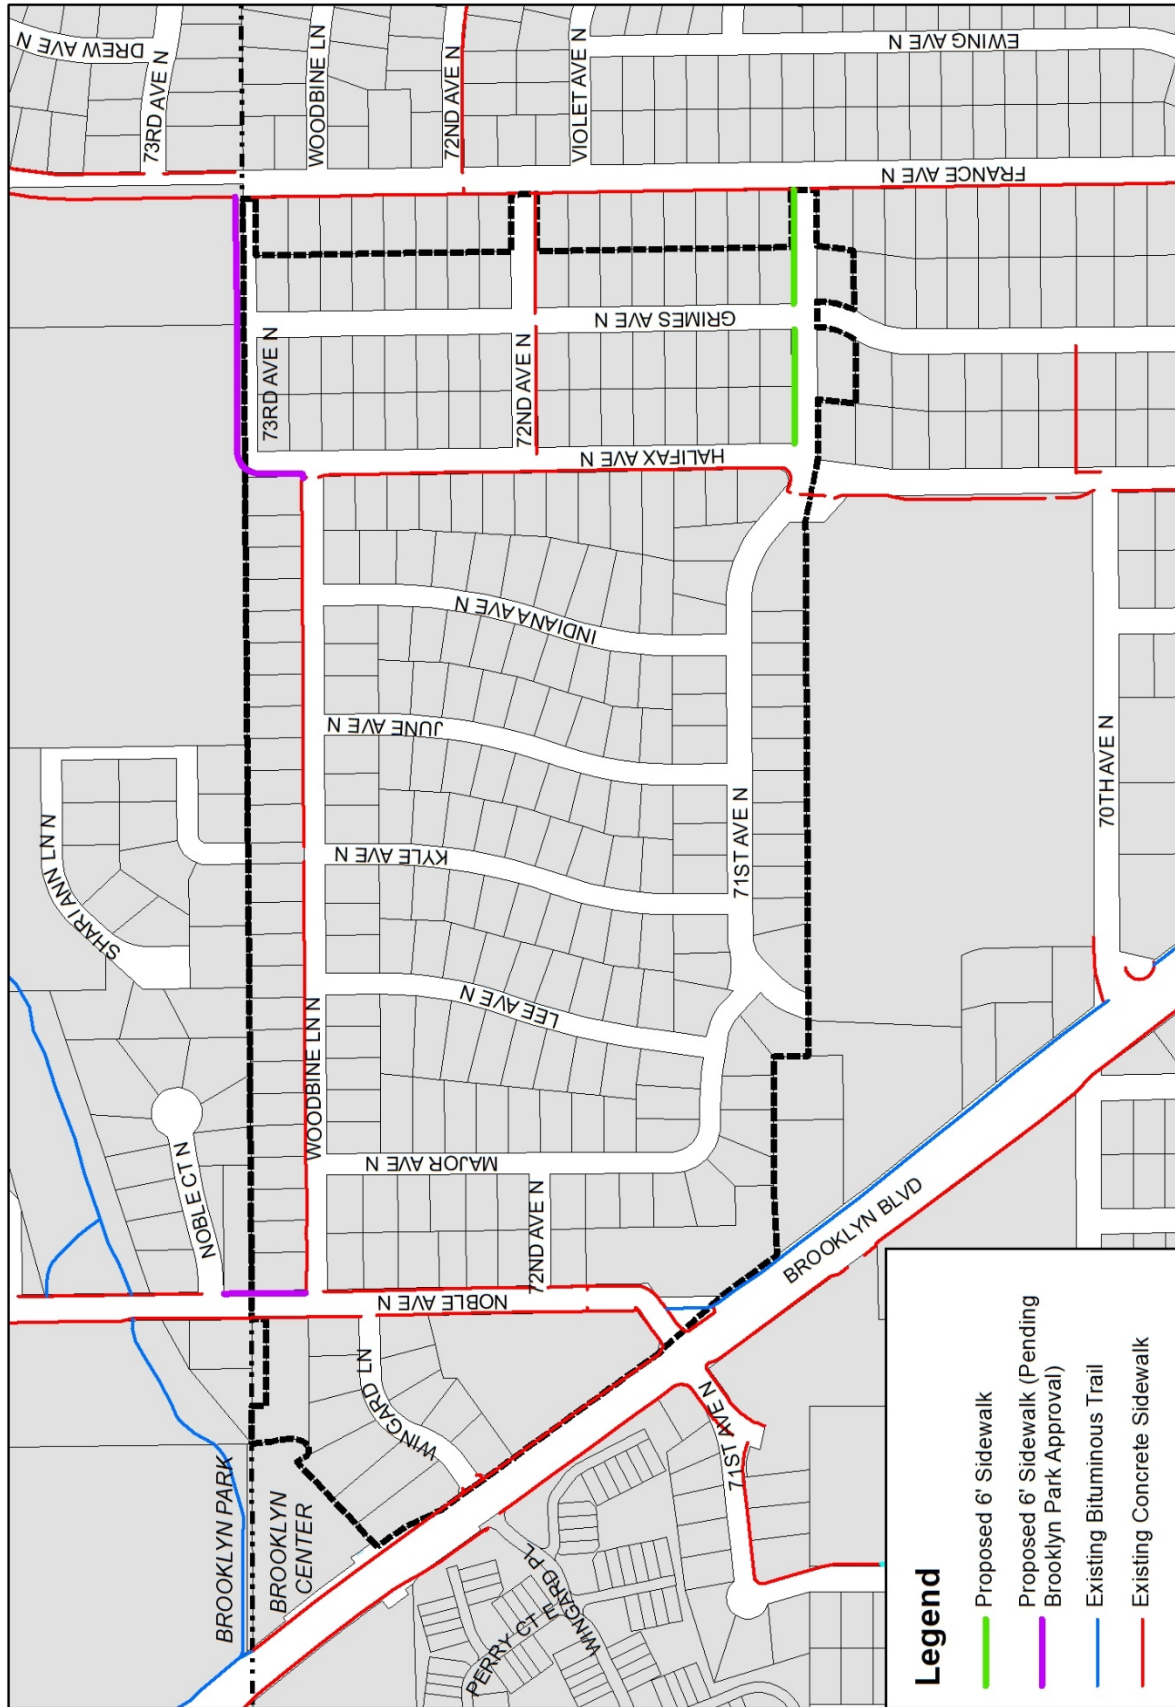 DREW AVE N
73RD AVE N
WOODBINE LN
72ND AVE N
VIOLET AVE N
EWING AVE N
FRANCE AVE N
73RD AVE N
72ND AVE N
GRIMES AVE N
HALIFAX AVE N
INDIANA AVE N
JUNE AVE N
KYLE AVE N
71ST AVE N
70TH AVE N
SHARI ANN LN N
LEE AVE N
WOODBINE LN N
MAJOR AVE N
72ND AVE N
NOBLE CT N
NOBLE AVE N
BROOKLYN BLVD
WINGARD LN
71ST AVE N
BROOKLYN PARK
BROOKLYN
CENTER
WINGARD PL
PERRY CT E
Legend
Proposed 6' Sidewalk
Proposed 6' Sidewalk (Pending
Brooklyn Park Approval)
Existing Bituminous Trail
Existing Concrete Sidewalk